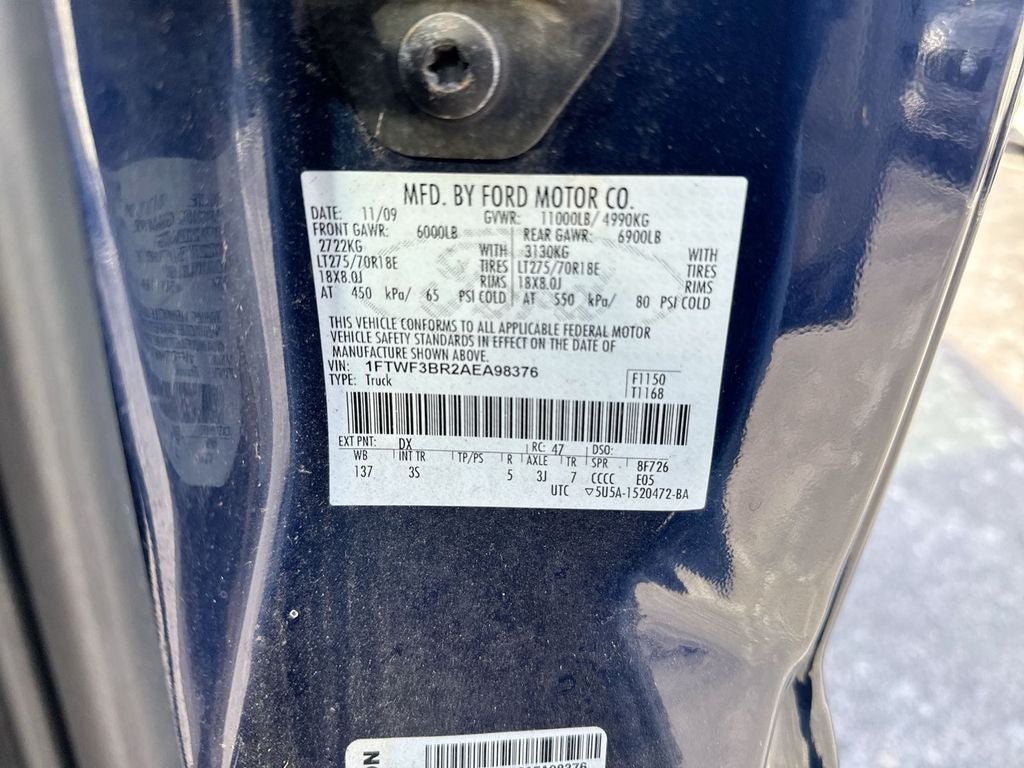 MFD. BY FORD MOTOR CO.
DATE: 11/09 GVWR: 11000LB/ 4990KG
FRONT GAWR: 6000LB REAR GAWR: 6900LB
2722KG WITH 3130KG WITH
LT275/70R18E TIRES LT275/70R18E TIRES
18X8.0J RIMS 18X8.0J RIMS
AT 450 kPa/ 65 PSI COLD AT 550 kPa/ 80 PSI COLD
THIS VEHICLE CONFORMS TO ALL APPLICABLE FEDERAL MOTOR
VEHICLE SAFETY STANDARDS IN EFFECT ON THE DATE OF
MANUFACTURE SHOWN ABOVE.
VIN: 1FTWF3BR2AEA98376
TYPE: Truck
F1150
T1168
EXT PNT: DX RC: 47 DSO:
WB INT TR TP/PS R AXLE TR SPR 8F726
137 3S 5 3J 7 CCCC E05
UTC ▽5U5A-1520472-BA